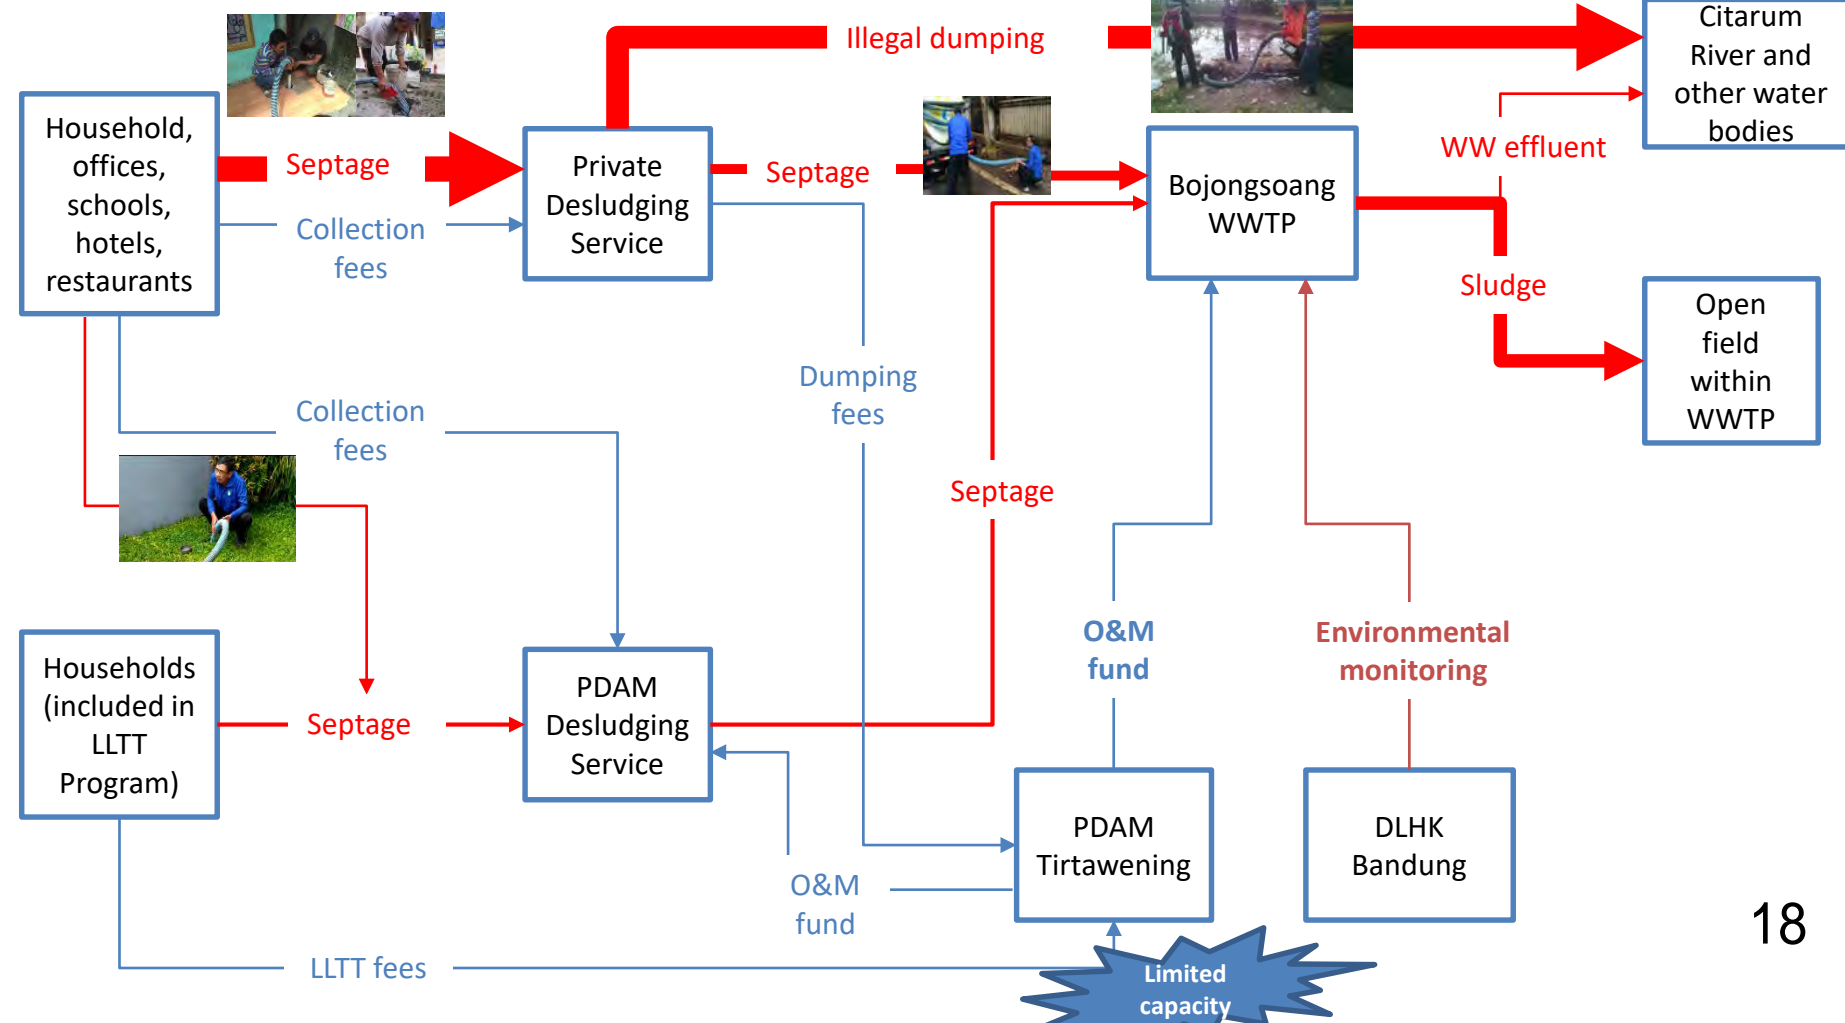 Illegal dumping
Citarum
River and
other water
bodies
Household,
offices,
schools,
hotels,
restaurants
Septage
Collection
fees
Private
Desludging
Service
Septage
Bojongsoang
WWTP
WW effluent
Sludge
Open
field
within
WWTP
Dumping
fees
Collection
fees
Septage
O&M
fund
Environmental
monitoring
Households
(included in
LLTT
Program)
Septage
PDAM
Desludging
Service
PDAM
Tirtawening
DLHK
Bandung
O&M
fund
LLTT fees
Limited
capacity
18